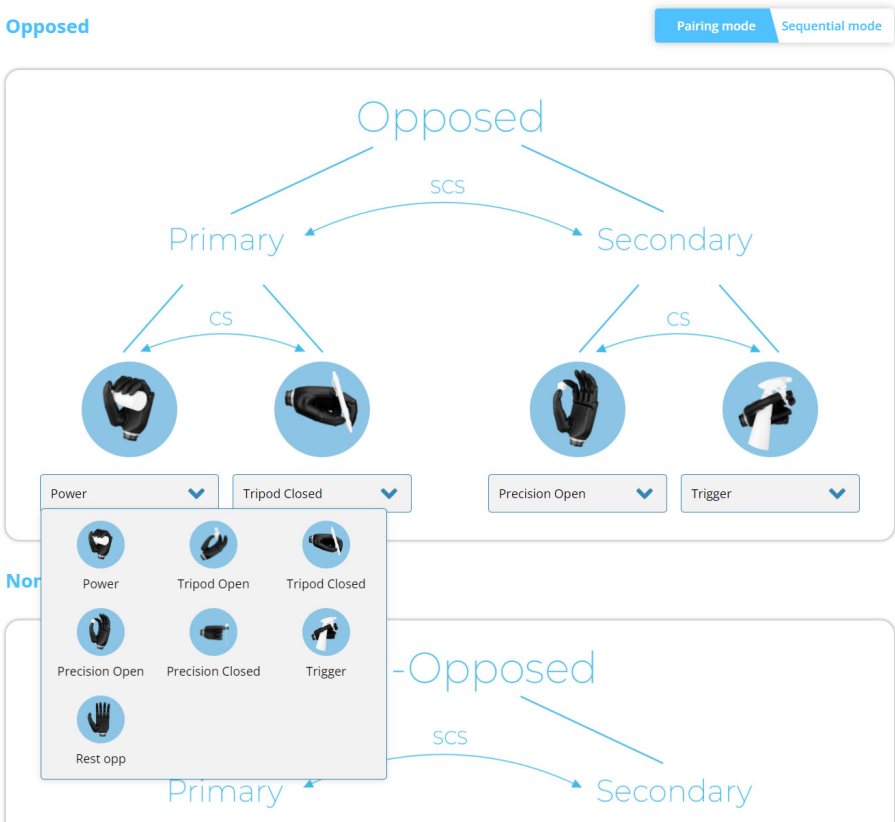 Opposed
Pairing mode
Sequential mode
Opposed
SCS
Primary
Secondary
CS
CS
Power
Tripod Closed
Precision Open
Trigger
Power
Tripod Open
Tripod Closed
Nor
Precision Open
Precision Closed
Trigger
-Opposed
Rest opp
SCS
Primary
Secondary